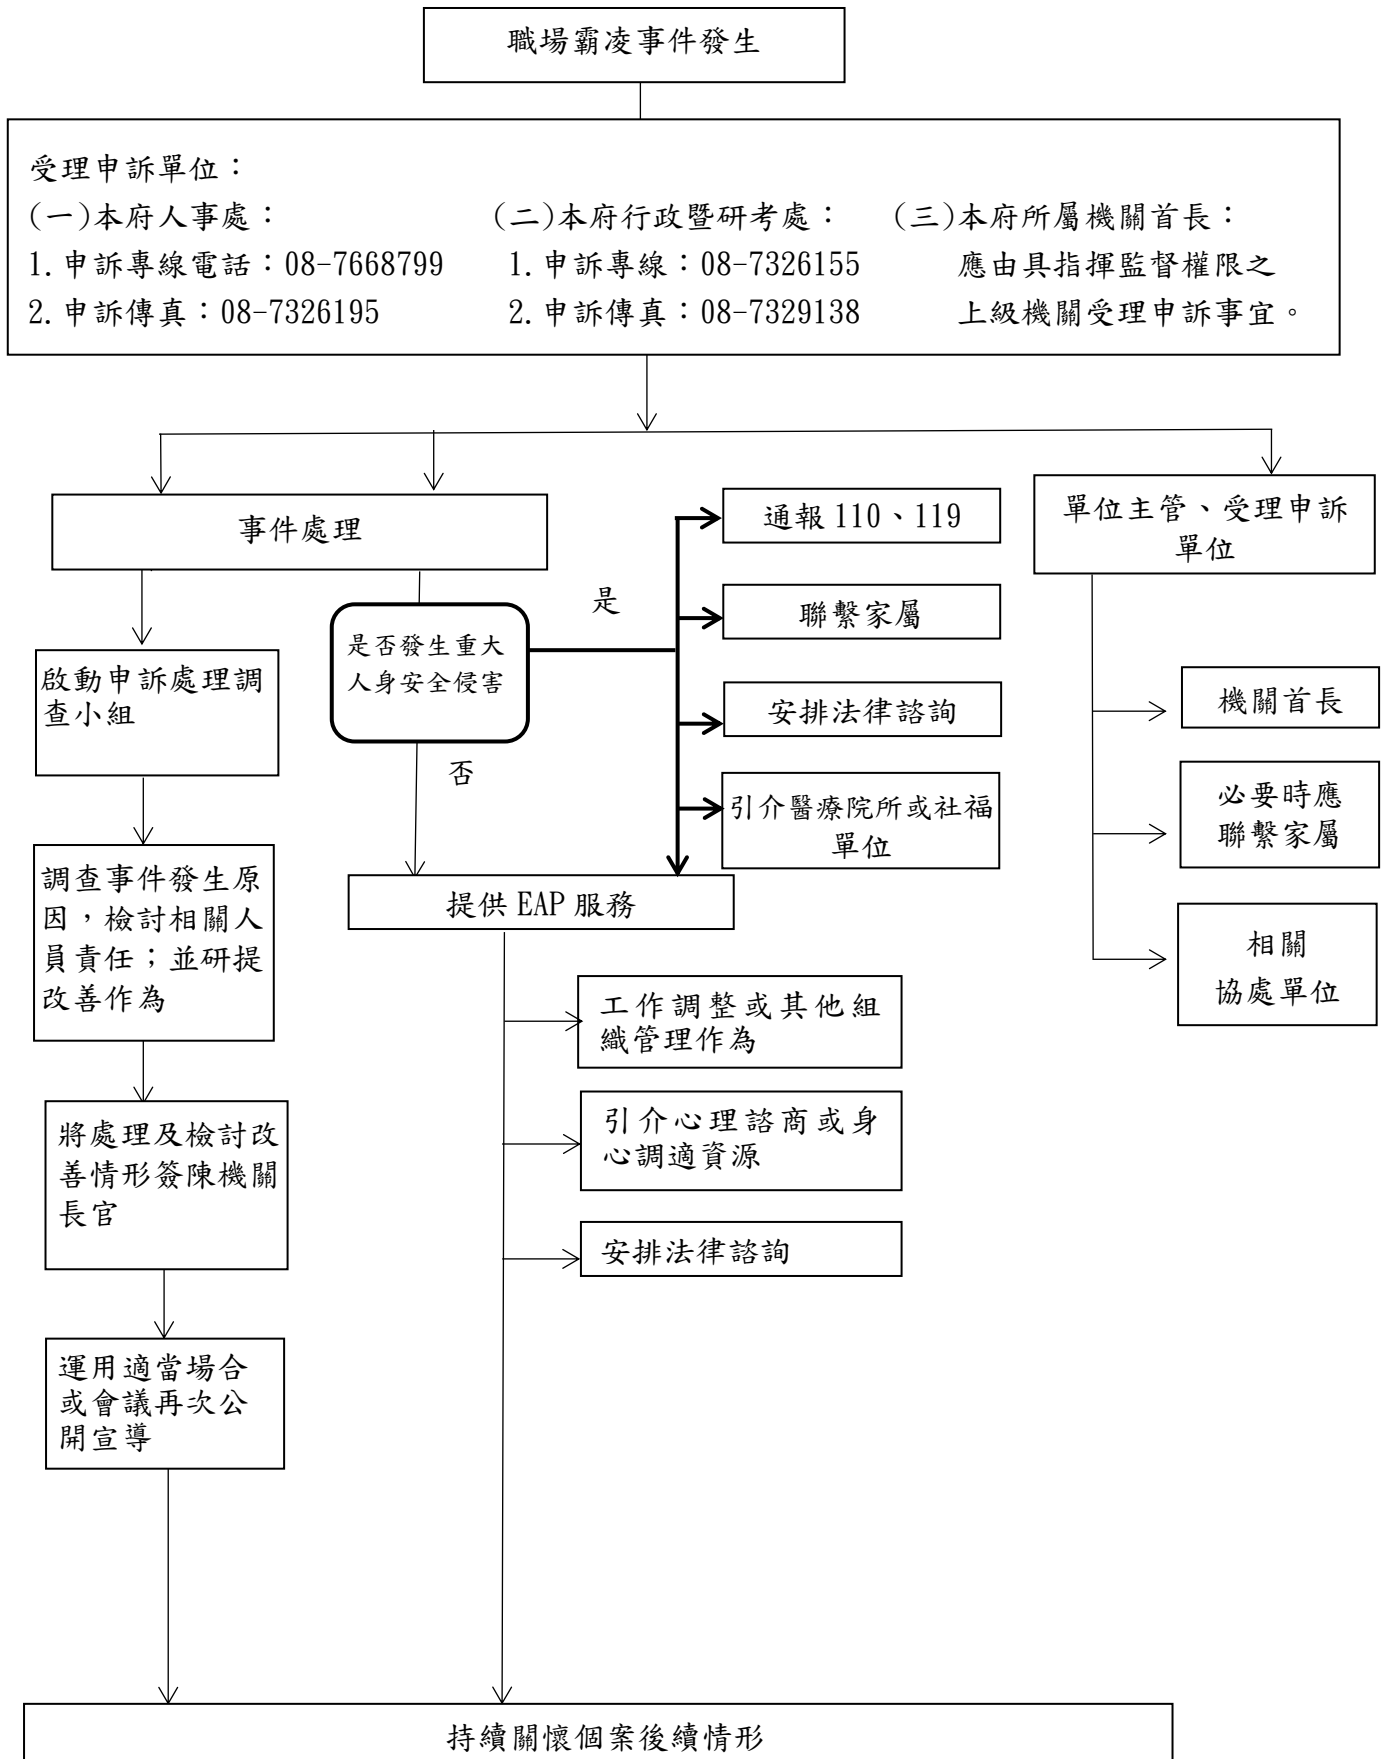 職場霸凌事件發生
受理申訴單位：
(一)本府人事處：
1.申訴專線電話：08-7668799
2.申訴傳真：08-7326195
(二)本府行政暨研考處：
1.申訴專線：08-7326155
2.申訴傳真：08-7329138
(三)本府所屬機關首長：
應由具指揮監督權限之
上級機關受理申訴事宜。
事件處理
啟動申訴處理調
查小組
調查事件發生原
因，檢討相關人
員責任；並研提
改善作為
將處理及檢討改
善情形簽陳機關
長官
運用適當場合
或會議再次公
開宣導
是否發生重大
人身安全侵害
是
否
通報 110、119
聯繫家屬
安排法律諮詢
引介醫療院所或社福
單位
提供 EAP 服務
工作調整或其他組
織管理作為
引介心理諮商或身
心調適資源
安排法律諮詢
單位主管、受理申訴
單位
機關首長
必要時應
聯繫家屬
相關
協處單位
持續關懷個案後續情形